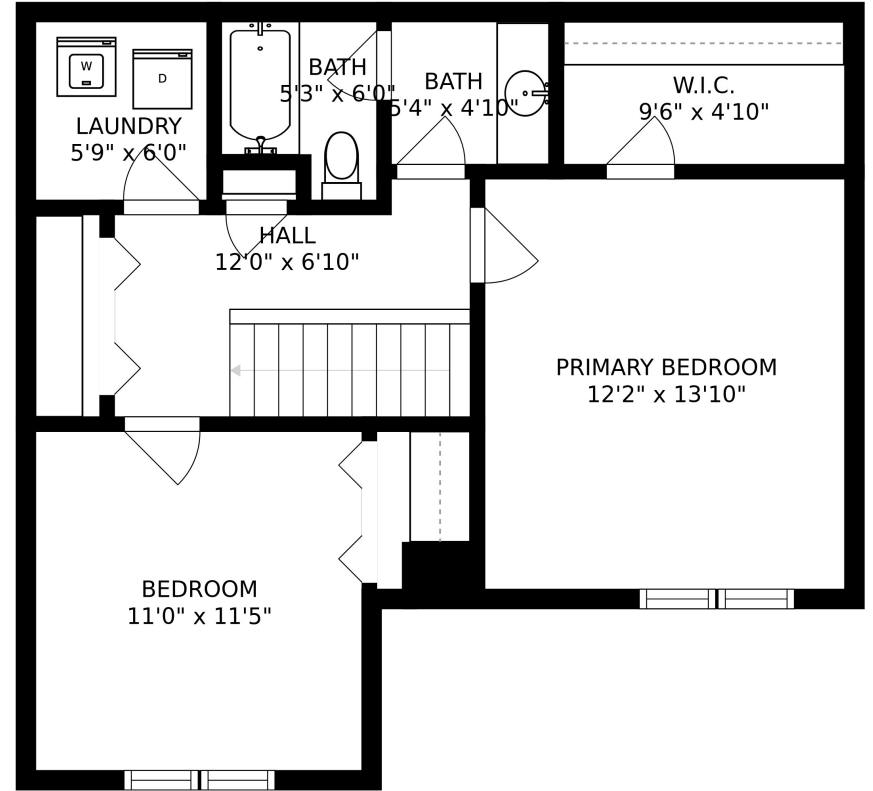 W
D
LAUNDRY
5'9" x 6'0"
BATH
5'3" x 6'0"
BATH
5'4" x 4'10"
W.I.C.
9'6" x 4'10"
HALL
12'0" x 6'10"
PRIMARY BEDROOM
12'2" x 13'10"
BEDROOM
11'0" x 11'5"